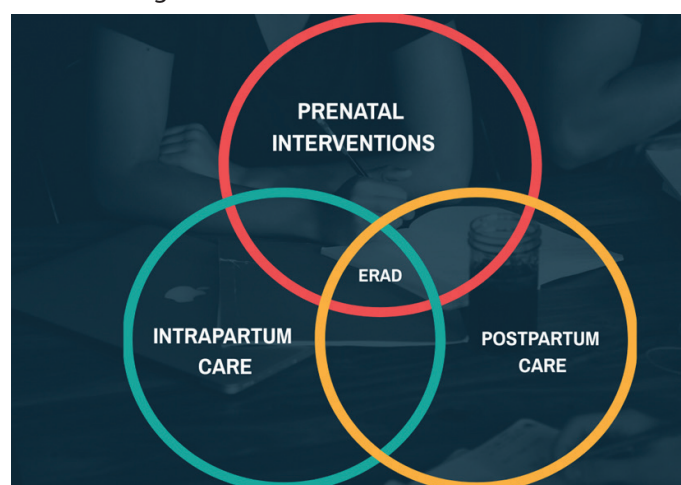 PRENATAL
INTERVENTIONS
ERAD
INTRAPARTUM
CARE
POSTPARTUM
CARE